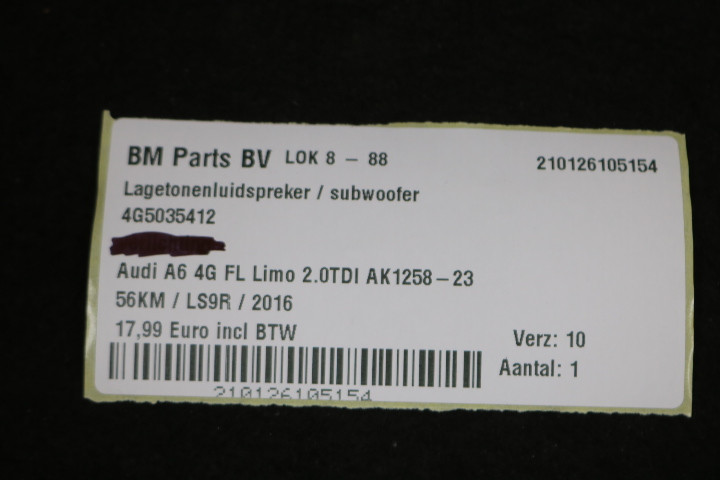 BM Parts BV LOK 8 – 88 210126105154
Lagetonenluidspreker / subwoofer
4G5035412
Audi A6 4G FL Limo 2.0TDI AK1258-23
56KM / LS9R / 2016
17,99 Euro incl BTW
Verz: 10
Aantal: 1
210126105154